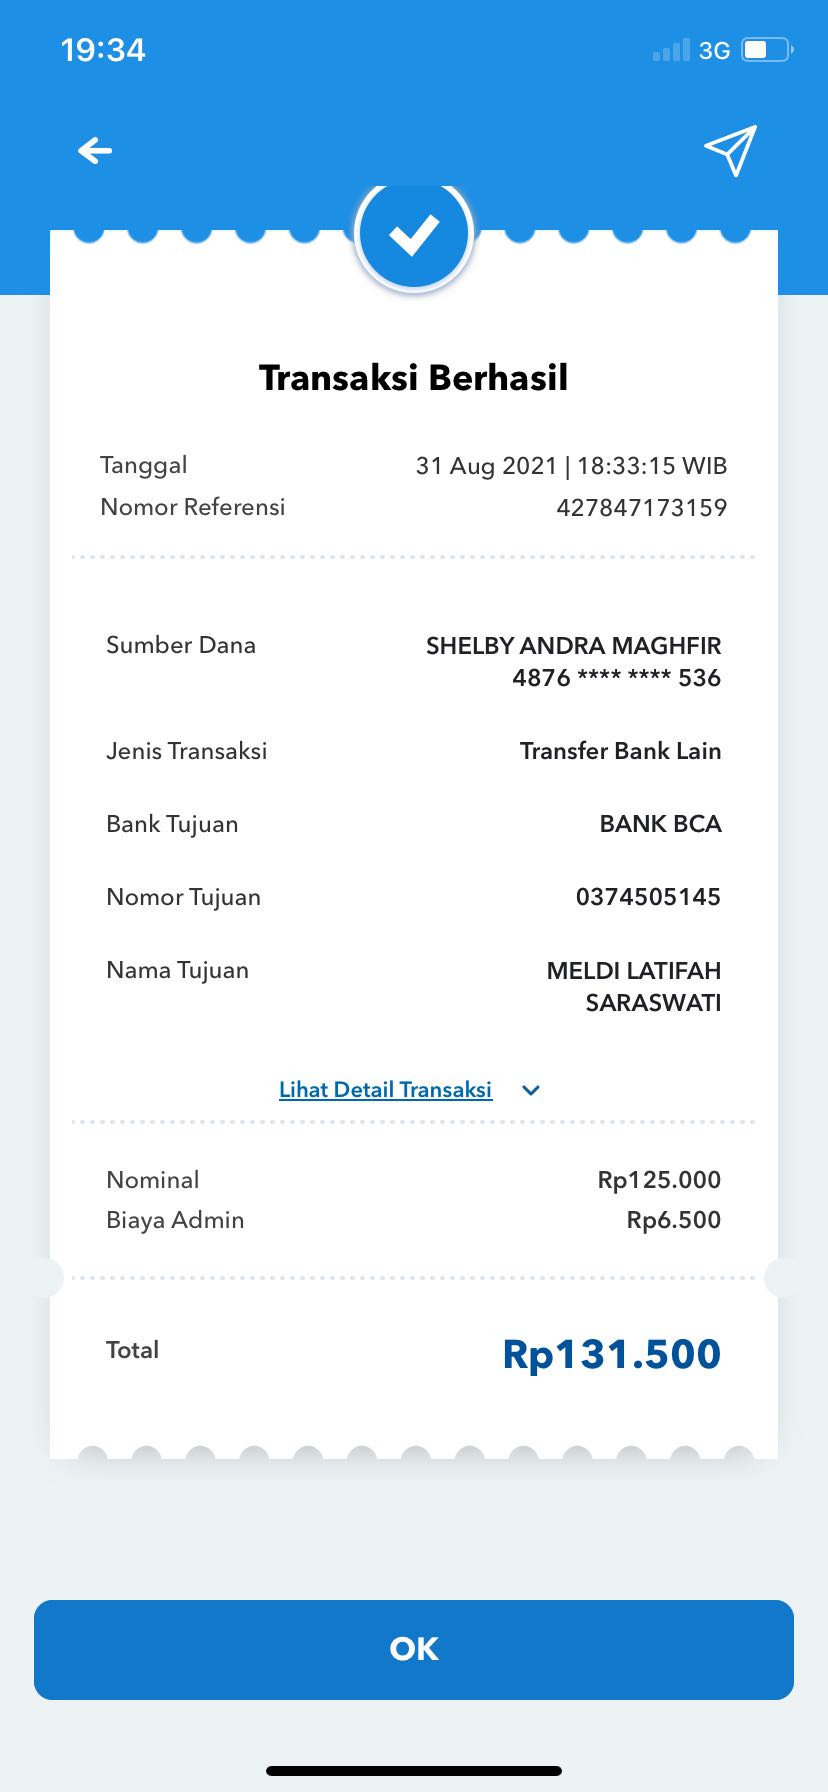 19:34
3G
Transaksi Berhasil
Tanggal 31 Aug 2021 | 18:33:15 WIB
Nomor Referensi 427847173159
Sumber Dana SHELBY ANDRA MAGHFIR
4876 **** **** 536
Jenis Transaksi Transfer Bank Lain
Bank Tujuan BANK BCA
Nomor Tujuan 0374505145
Nama Tujuan MELDI LATIFAH
SARASWATI
Lihat Detail Transaksi
Nominal Rp125.000
Biaya Admin Rp6.500
Total Rp131.500
OK